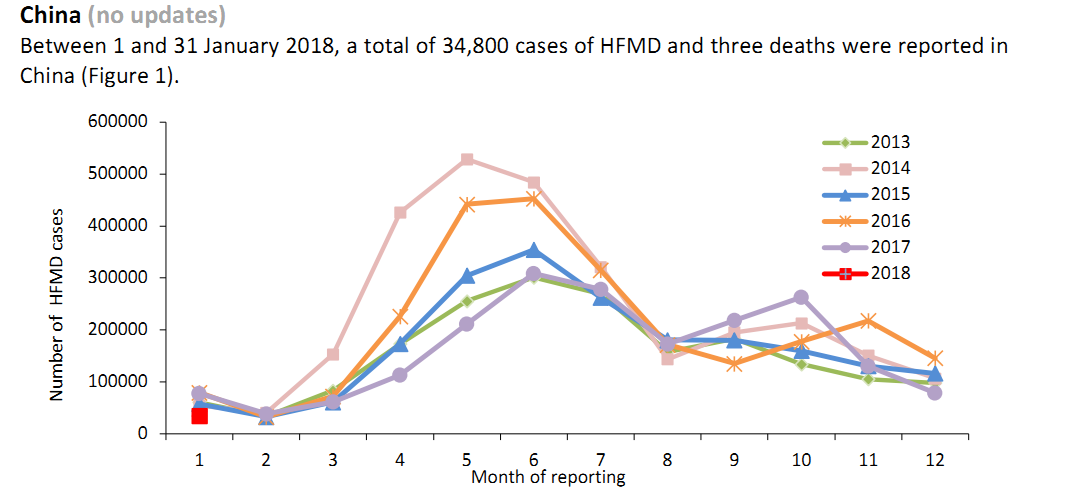 China (no updates)
Between 1 and 31 January 2018, a total of 34,800 cases of HFMD and three deaths were reported in
China (Figure 1).
600000
500000
400000
300000
200000
100000
0
Number of HFMD cases
1 2 3 4 5 6 7 8 9 10 11 12
Month of reporting
2013
2014
2015
2016
2017
2018